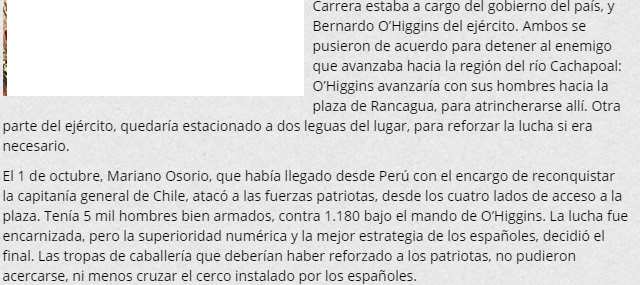 Carrera estaba a cargo del gobierno del país, y
Bernardo O’Higgins del ejército. Ambos se
pusieron de acuerdo para detener al enemigo
que avanzaba hacia la región del río Cachapoal:
O’Higgins avanzaría con sus hombres hacia la
plaza de Rancagua, para atrincherarse allí. Otra
parte del ejército, quedaría estacionado a dos leguas del lugar, para reforzar la lucha si era
necesario.
El 1 de octubre, Mariano Osorio, que había llegado desde Perú con el encargo de reconquistar
la capitanía general de Chile, atacó a las fuerzas patriotas, desde los cuatro lados de acceso a la
plaza. Tenía 5 mil hombres bien armados, contra 1.180 bajo el mando de O’Higgins. La lucha fue
encarnizada, pero la superioridad numérica y la mejor estrategia de los españoles, decidió el
final. Las tropas de caballería que deberían haber reforzado a los patriotas, no pudieron
acercarse, ni menos cruzar el cerco instalado por los españoles.